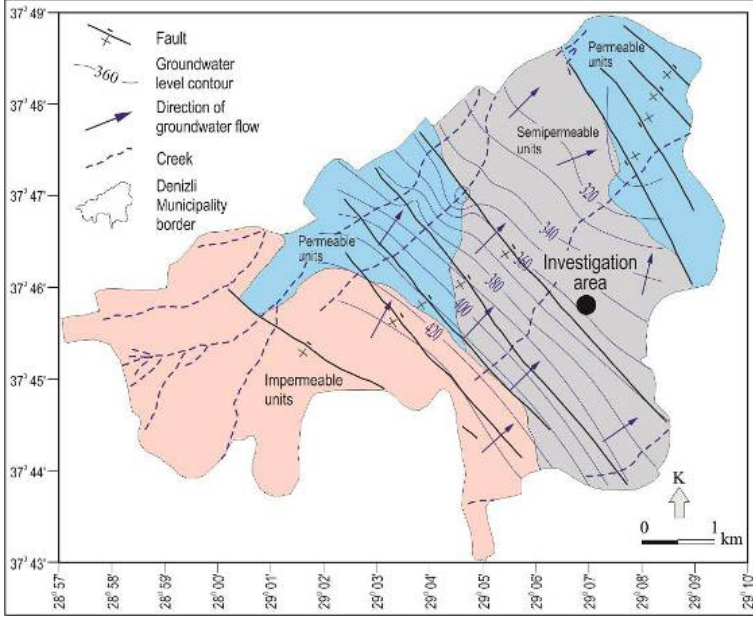 37° 49'
37° 48'
37° 47'
37° 46'
37° 45'
37° 44'
37° 43'
Fault
360
Groundwater
level contour
Direction of
groundwater flow
Creek
Denizli
Municipality
border
Permeable
units
Semipermeable
units
320
340
360
380
400
420
Permeable
units
Investigation
area
Impermeable
units
K
0 1
km
28° 57
28° 58
28° 59
28° 00
29° 01
29° 02
29° 03
29° 04
29° 05
29° 06
29° 07
29° 08
29° 09
29° 10